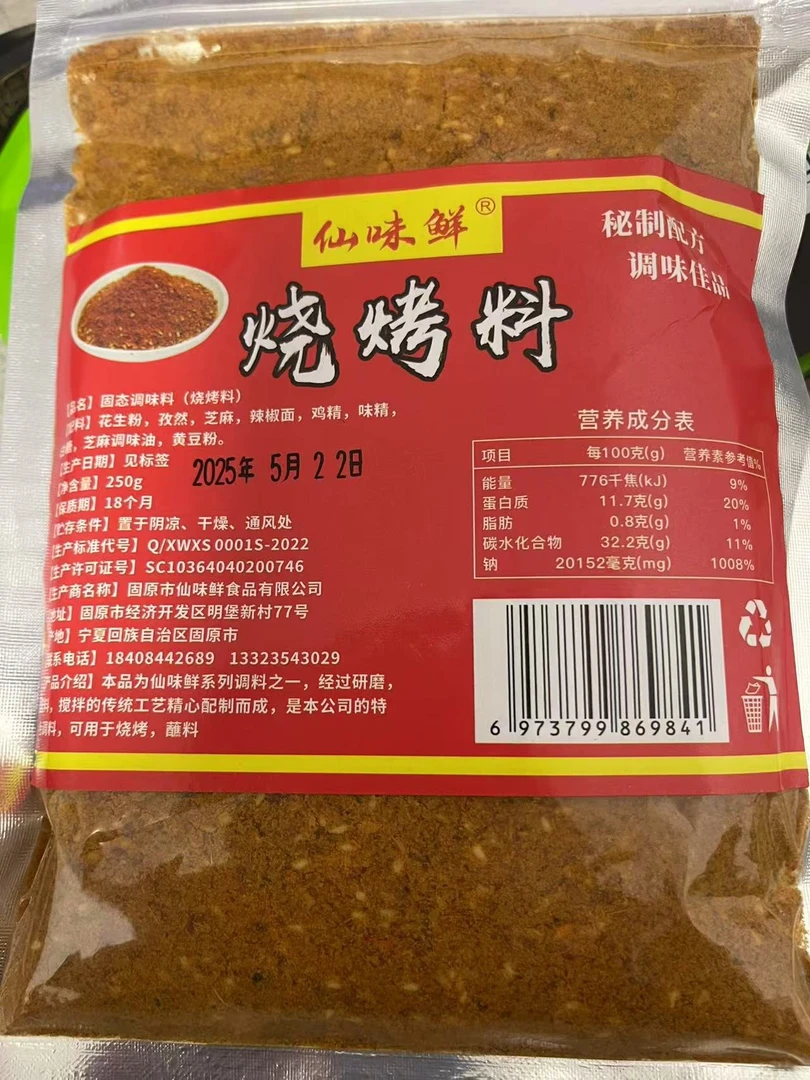 仙味鲜®
秘制配方
调味佳品
烧烤料
品名】固态调味料（烧烤料）
配料】花生粉，孜然，芝麻，辣椒面，鸡精，味精，
，芝麻调味油，黄豆粉。
生产日期】见标签
2025年 5月 2 2日
净含量】250g
保质期】18个月
贮存条件】置于阴凉、干燥、通风处
生产标准代号】Q/XWXS 0001S-2022
生产许可证号】SC10364040200746
生产商名称】固原市仙味鲜食品有限公司
地址】固原市经济开发区明堡新村77号
产地】宁夏回族自治区固原市
联系电话】18408442689 13323543029
产品介绍】本品为仙味鲜系列调料之一，经过研磨，
，搅拌的传统工艺精心配制而成，是本公司的特
调料，可用于烧烤，蘸料
营养成分表
项目 每100克(g) 营养素参考值%
能量 776千焦(kJ) 9%
蛋白质 11.7克(g) 20%
脂肪 0.8克(g) 1%
碳水化合物 32.2克(g) 11%
钠 20152毫克(mg) 1008%
6 973799 869841